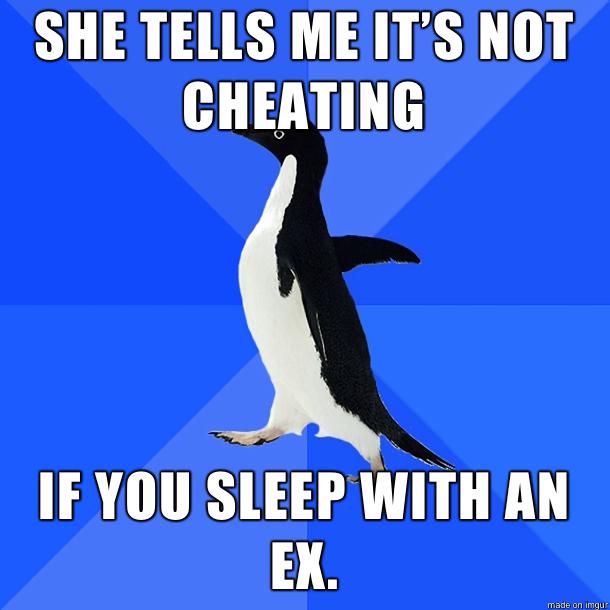 SHE TELLS ME IT’S NOT
CHEATING
IF YOU SLEEP WITH AN
EX.
made on imgur